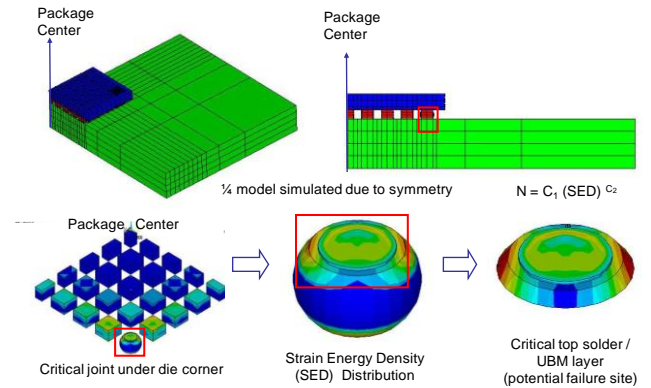 Package
Center
Package
Center
¼ model simulated due to symmetry
N = C₁ (SED) ᶜ²
Package Center
Critical joint under die corner
Strain Energy Density
(SED) Distribution
Critical top solder /
UBM layer
(potential failure site)